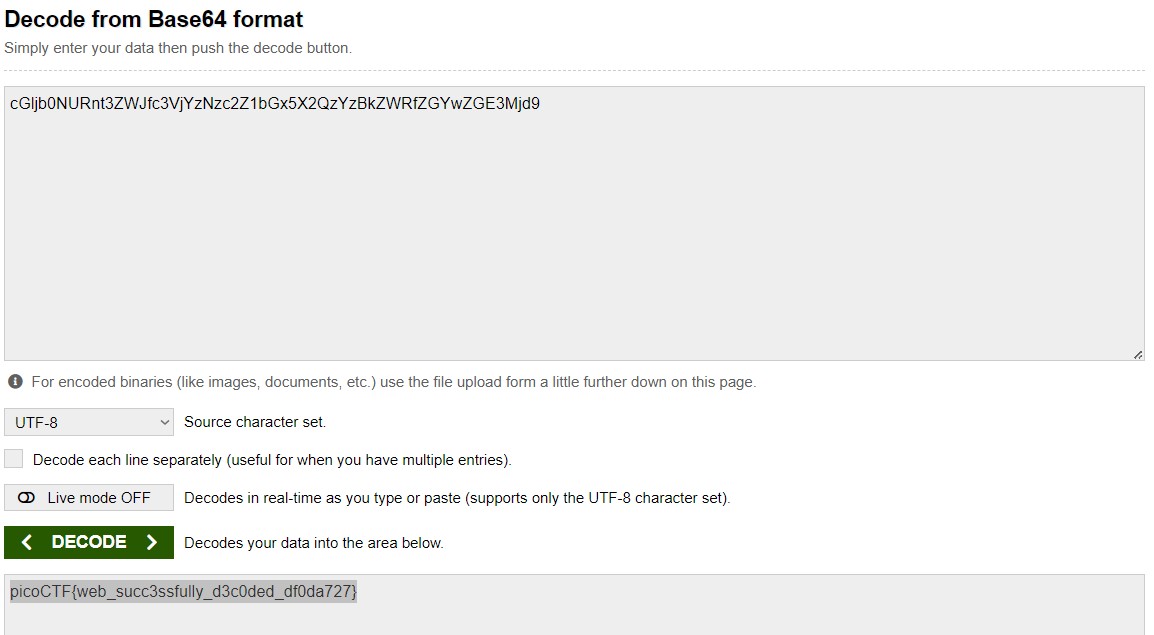 Decode from Base64 format
Simply enter your data then push the decode button.
cGljb0NURnt3ZWJfc3VjYzNzc2Z1bGx5X2QzYzBkZWRfZGYwZGE3Mjd9
For encoded binaries (like images, documents, etc.) use the file upload form a little further down on this page.
UTF-8 Source character set.
Decode each line separately (useful for when you have multiple entries).
Live mode OFF Decodes in real-time as you type or paste (supports only the UTF-8 character set).
< DECODE > Decodes your data into the area below.
picoCTF{web_succ3ssfully_d3c0ded_df0da727}